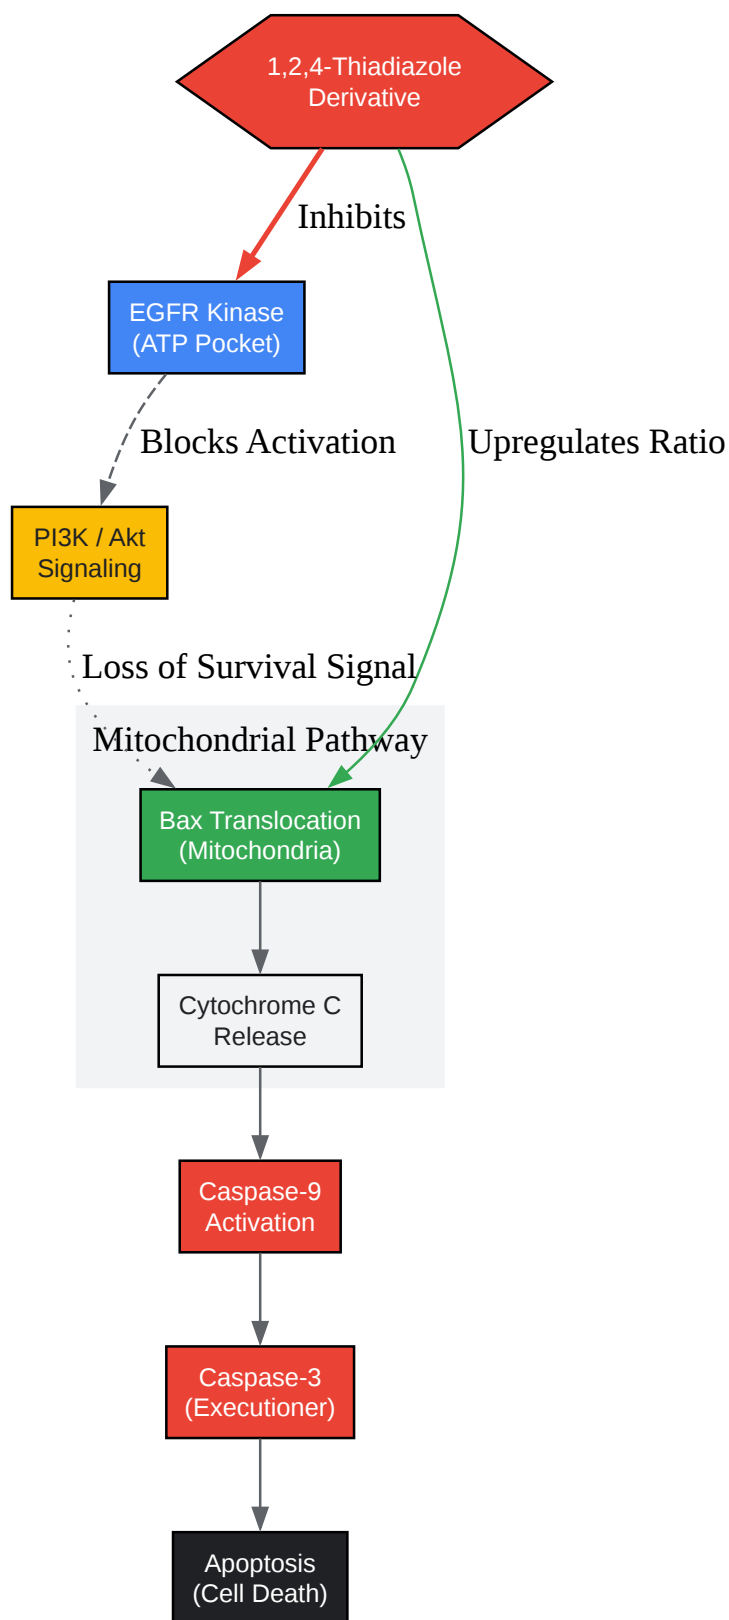 1,2,4-Thiadiazole
Derivative
Inhibits
EGFR Kinase
(ATP Pocket)
Blocks Activation
Upregulates Ratio
PI3K / Akt
Signaling
Loss of Survival Signal
Mitochondrial Pathway
Bax Translocation
(Mitochondria)
Cytochrome C
Release
Caspase-9
Activation
Caspase-3
(Executioner)
Apoptosis
(Cell Death)